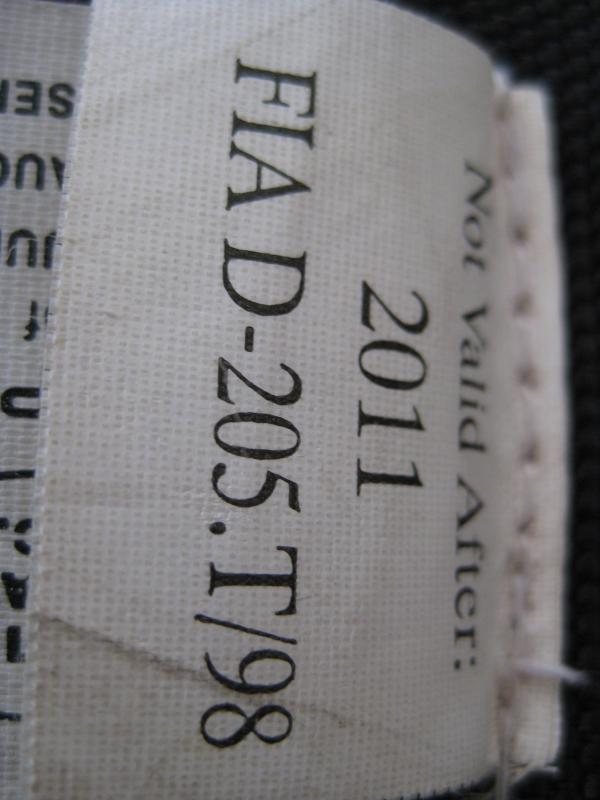 Not Valid After:
2011
FIA D-205.T/98